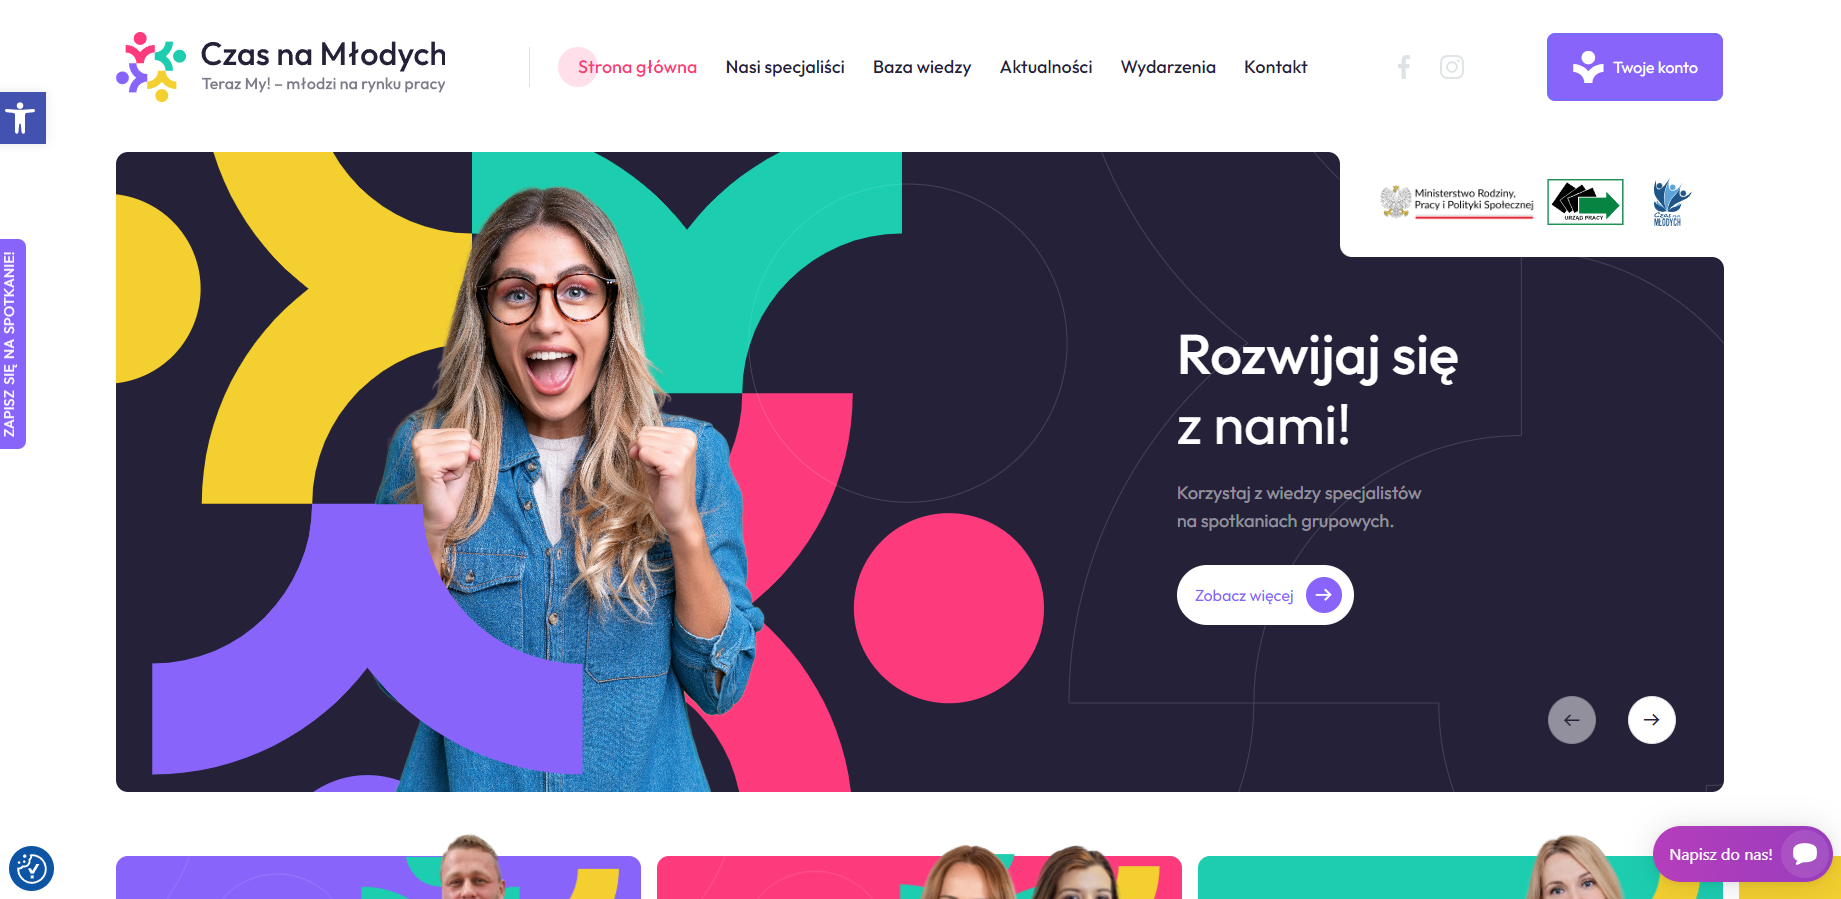 Czas na Młodych
Teraz My! – młodzi na rynku pracy
Strona główna
Nasi specjaliści
Baza wiedzy
Aktualności
Wydarzenia
Kontakt
Twoje konto
ZAPISZ SIĘ NA SPOTKANIE!
Ministerstwo Rodziny,
Pracy i Polityki Społecznej
URZĄD PRACY
Czas na
MŁODYCH
Rozwijaj się
z nami!
Korzystaj z wiedzy specjalistów
na spotkaniach grupowych.
Zobacz więcej
Napisz do nas!